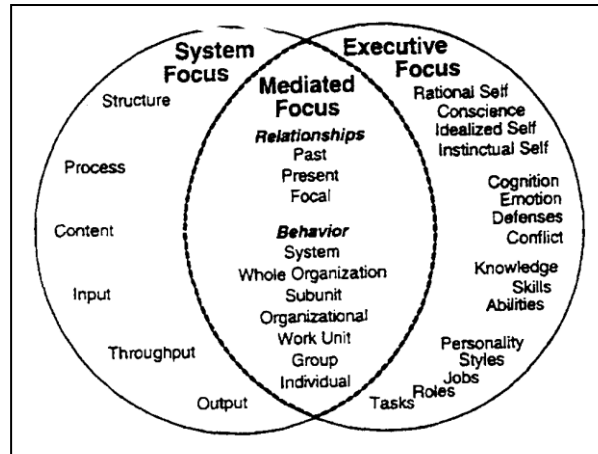 System
Focus
Structure
Process
Content
Input
Throughput
Output
Mediated
Focus
Relationships
Past
Present
Focal
Behavior
System
Whole Organization
Subunit
Organizational
Work Unit
Group
Individual
Executive
Focus
Rational Self
Conscience
Idealized Self
Instinctual Self
Cognition
Emotion
Defenses
Conflict
Knowledge
Skills
Abilities
Personality
Styles
Jobs
Roles
Tasks